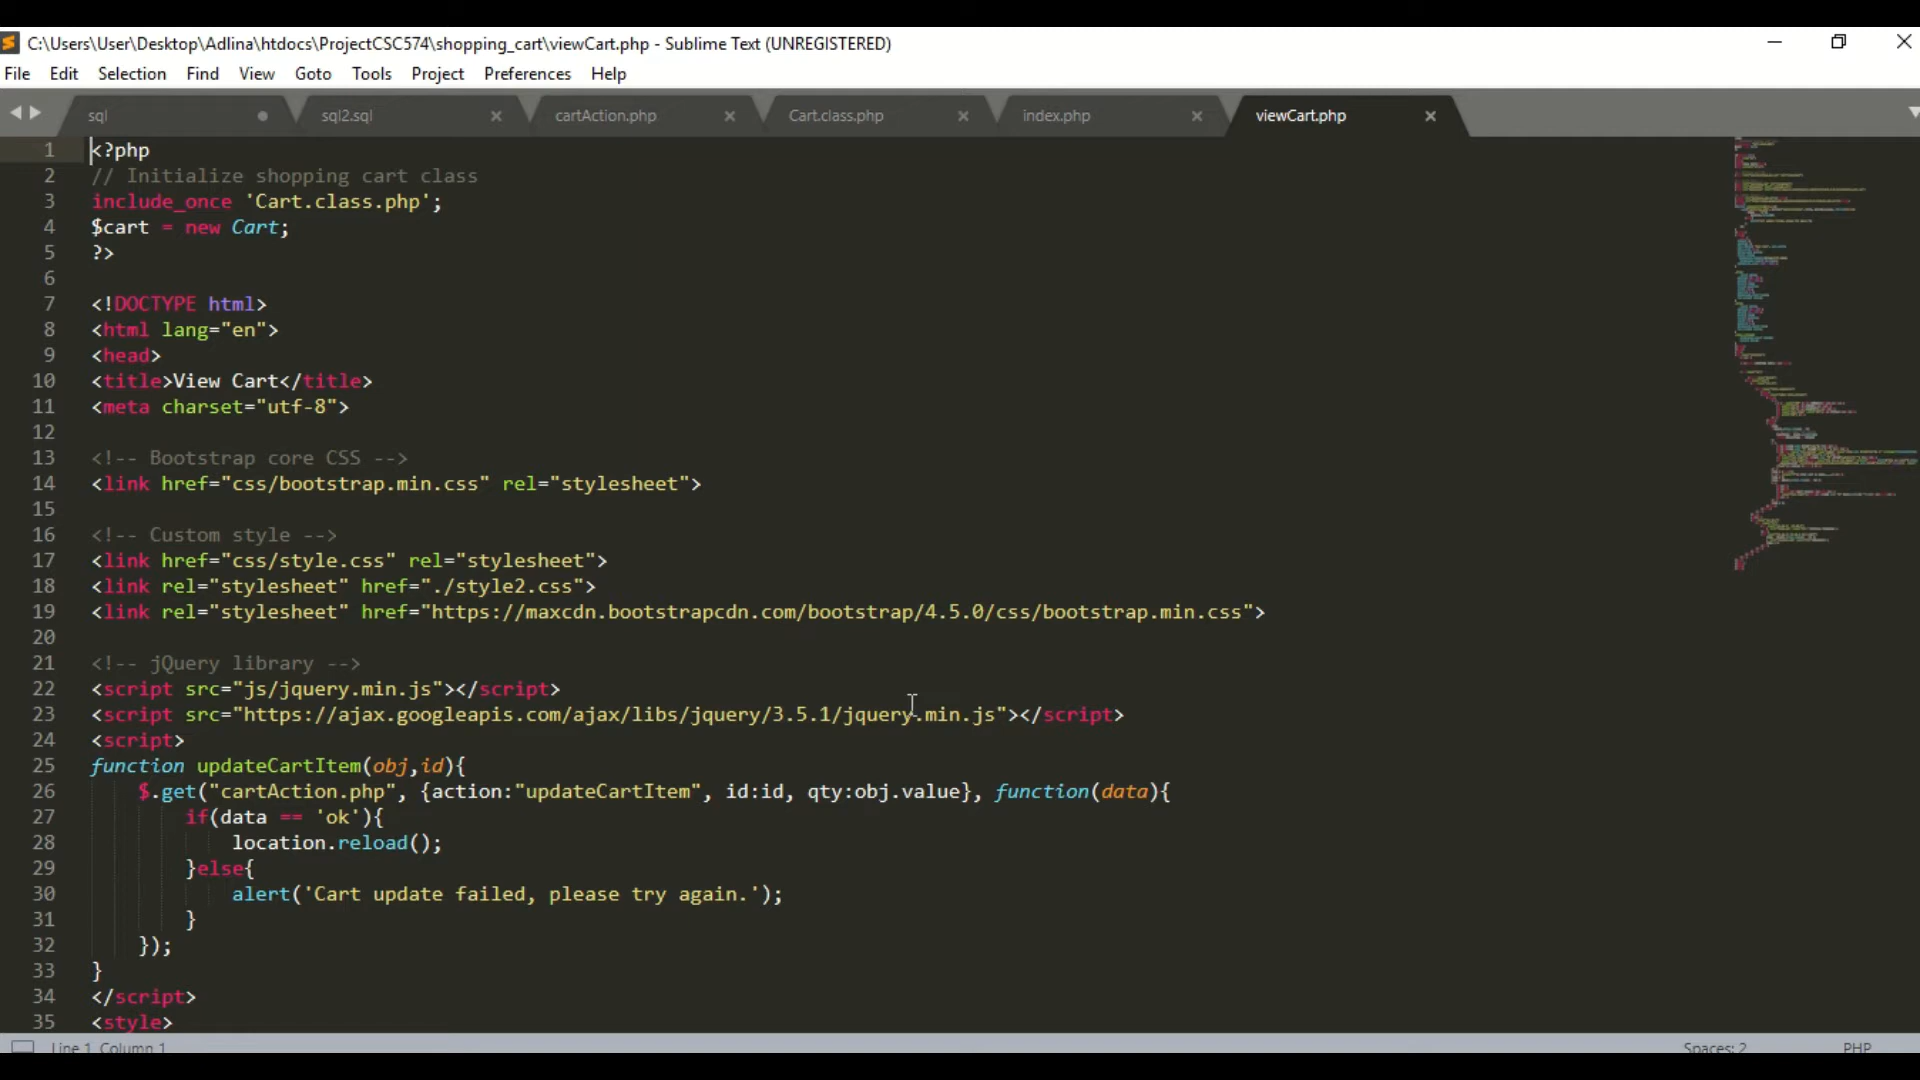 C:\Users\User\Desktop\Adlina\htdocs\ProjectCSC574\shopping_cart\viewCart.php - Sublime Text (UNREGISTERED)
File Edit Selection Find View Goto Tools Project Preferences Help
sql sql2.sql cartAction.php Cart.class.php index.php viewCart.php
1 <?php
2 // Initialize shopping cart class
3 include_once 'Cart.class.php';
4 $cart = new Cart;
5 ?>
6
7 <!DOCTYPE html>
8 <html lang="en">
9 <head>
10 <title>View Cart</title>
11 <meta charset="utf-8">
12
13 <!-- Bootstrap core CSS -->
14 <link href="css/bootstrap.min.css" rel="stylesheet">
15
16 <!-- Custom style -->
17 <link href="css/style.css" rel="stylesheet">
18 <link rel="stylesheet" href="./style2.css">
19 <link rel="stylesheet" href="https://maxcdn.bootstrapcdn.com/bootstrap/4.5.0/css/bootstrap.min.css">
20
21 <!-- jQuery library -->
22 <script src="js/jquery.min.js"></script>
23 <script src="https://ajax.googleapis.com/ajax/libs/jquery/3.5.1/jquery.min.js"></script>
24 <script>
25 function updateCartItem(obj,id){
26     $.get("cartAction.php", {action:"updateCartItem", id:id, qty:obj.value}, function(data){
27         if(data == 'ok'){
28             location.reload();
29         }else{
30             alert('Cart update failed, please try again.');
31         }
32     });
33 }
34 </script>
35 <style>
Line 1, Column 1 Spaces: 2 PHP